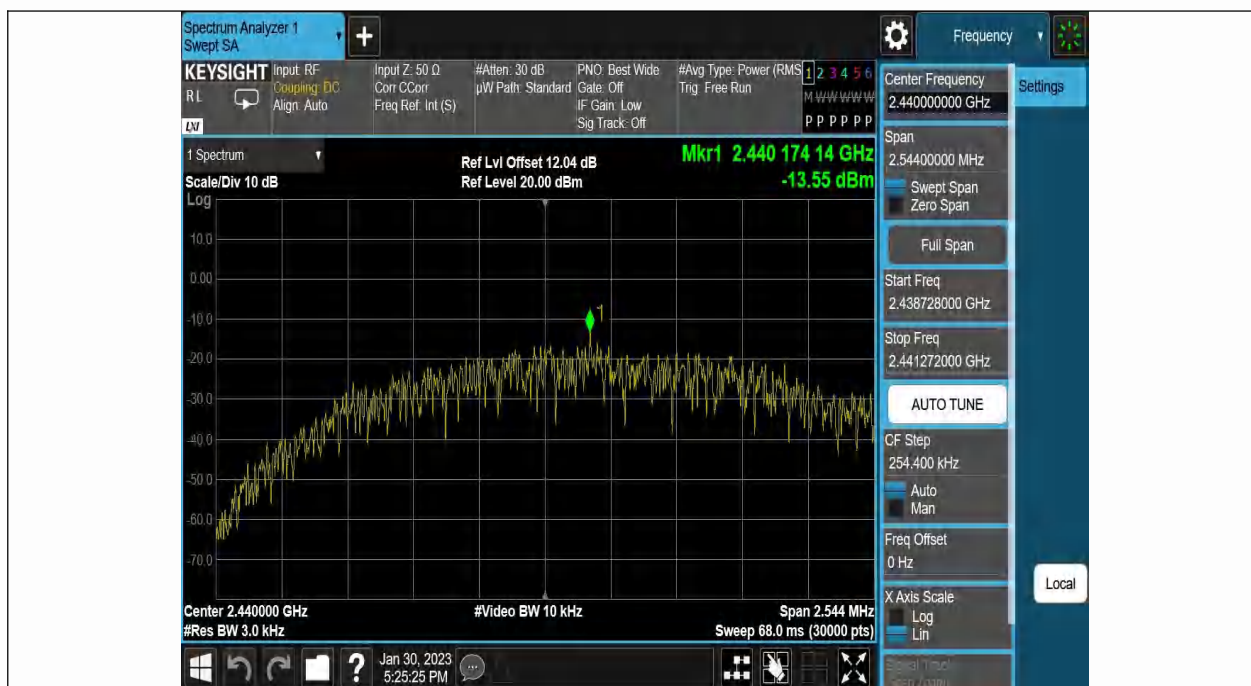 Spectrum Analyzer 1
Swept SA
+
Frequency
KEYSIGHT
RL
LXI
Input: RF
Coupling: DC
Align: Auto
Input Z: 50 Ω
Corr CCorr
Freq Ref: Int (S)
#Atten: 30 dB
µW Path: Standard
PNO: Best Wide
Gate: Off
IF Gain: Low
Sig Track: Off
#Avg Type: Power (RMS
Trig: Free Run
1 2 3 4 5 6
M W W W W W
P P P P P P
1 Spectrum
Scale/Div 10 dB
Log
Ref Lvl Offset 12.04 dB
Ref Level 20.00 dBm
Mkr1 2.440 174 14 GHz
-13.55 dBm
10.0
0.00
-10.0
-20.0
-30.0
-40.0
-50.0
-60.0
-70.0
1
Center 2.440000 GHz
#Res BW 3.0 kHz
#Video BW 10 kHz
Span 2.544 MHz
Sweep 68.0 ms (30000 pts)
?
Jan 30, 2023
5:25:25 PM
Center Frequency
2.440000000 GHz
Settings
Span
2.54400000 MHz
Swept Span
Zero Span
Full Span
Start Freq
2.438728000 GHz
Stop Freq
2.441272000 GHz
AUTO TUNE
CF Step
254.400 kHz
Auto
Man
Freq Offset
0 Hz
X Axis Scale
Log
Lin
Local